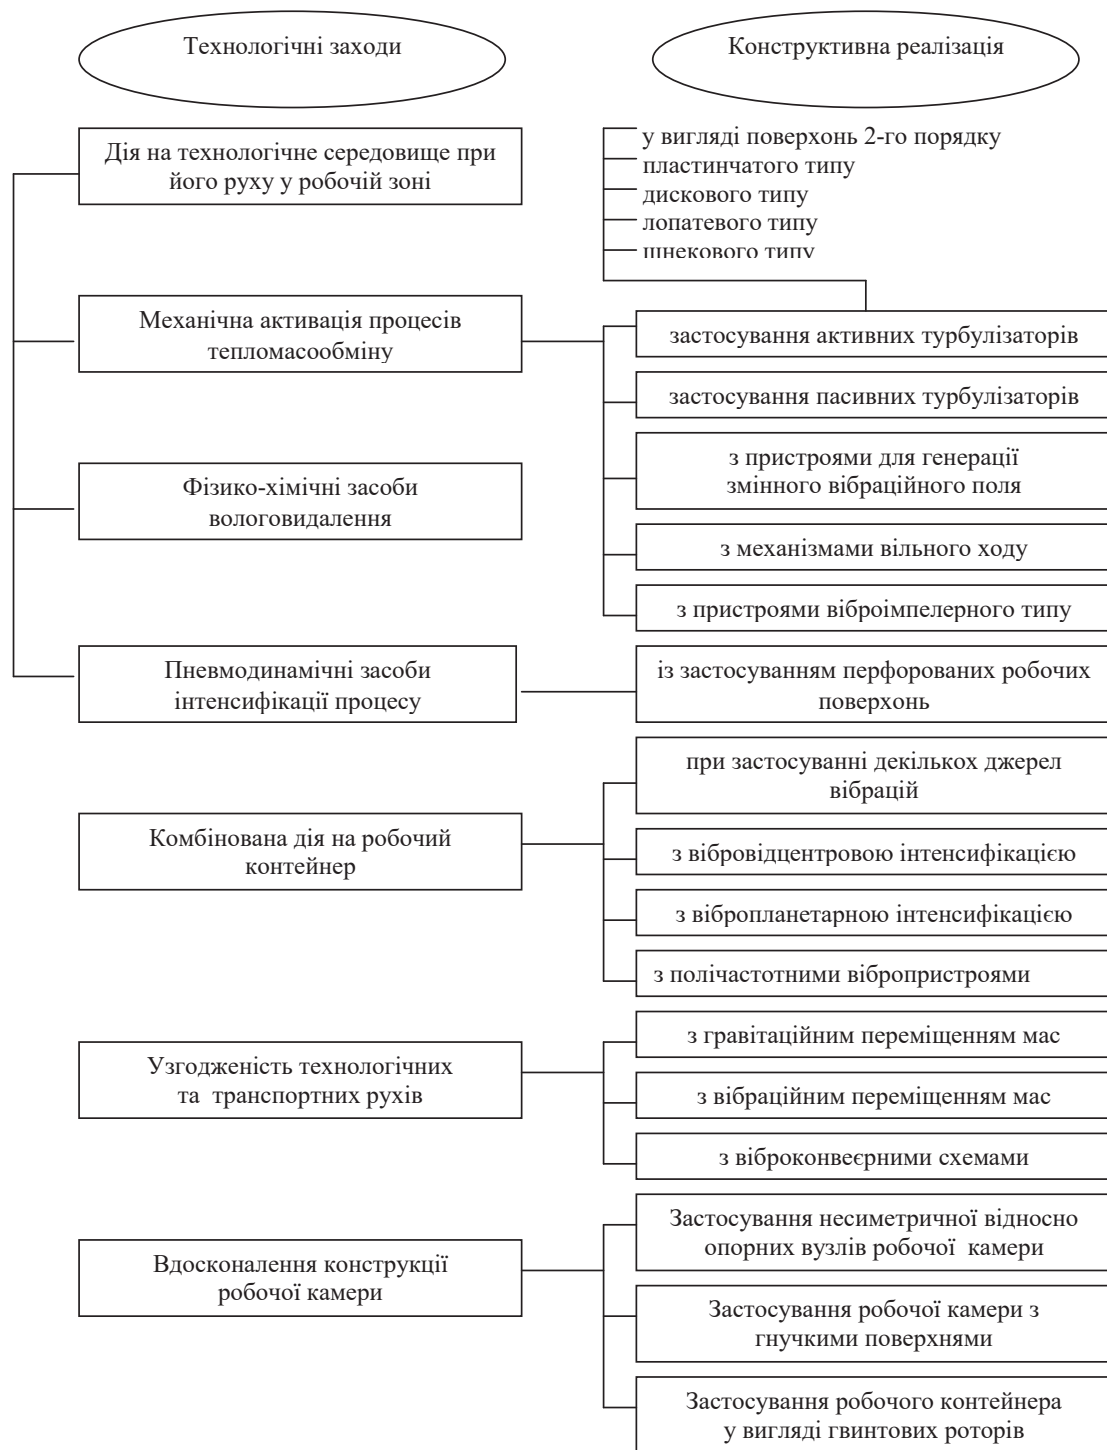 Технологічні заходи
Конструктивна реалізація
Дія на технологічне середовище при
його руху у робочій зоні
у вигляді поверхонь 2-го порядку
пластинчатого типу
дискового типу
лопатевого типу
шнекового типу
Механічна активація процесів
тепломасообміну
застосування активних турбулізаторів
застосування пасивних турбулізаторів
з пристроями для генерації
змінного вібраційного поля
Фізико-хімічні засоби
вологовидалення
з механізмами вільного ходу
з пристроями віброімпелерного типу
Пневмодинамічні засоби
інтенсифікації процесу
із застосуванням перфорованих робочих
поверхонь
при застосуванні декількох джерел
вібрацій
Комбінована дія на робочий
контейнер
з вібровідцентровою інтенсифікацією
з вібропланетарною інтенсифікацією
з полічастотними вібропристроями
Узгодженість технологічних
та транспортних рухів
з гравітаційним переміщенням мас
з вібраційним переміщенням мас
з віброконвеєрними схемами
Вдосконалення конструкції
робочої камери
Застосування несиметричної відносно
опорних вузлів робочої камери
Застосування робочої камери з
гнучкими поверхнями
Застосування робочого контейнера
у вигляді гвинтових роторів